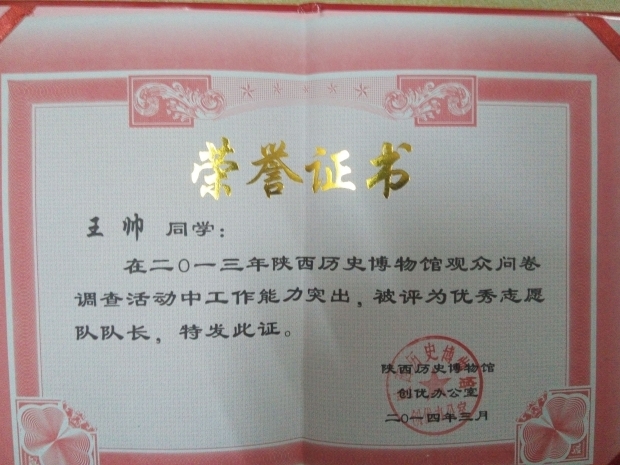 荣誉证书
王帅 同学：
在二〇一三年陕西历史博物馆观众问卷
调查活动中工作能力突出，被评为优秀志愿
队队长，特发此证。
陕西历史博物馆
创优办公室
二〇一四年三月